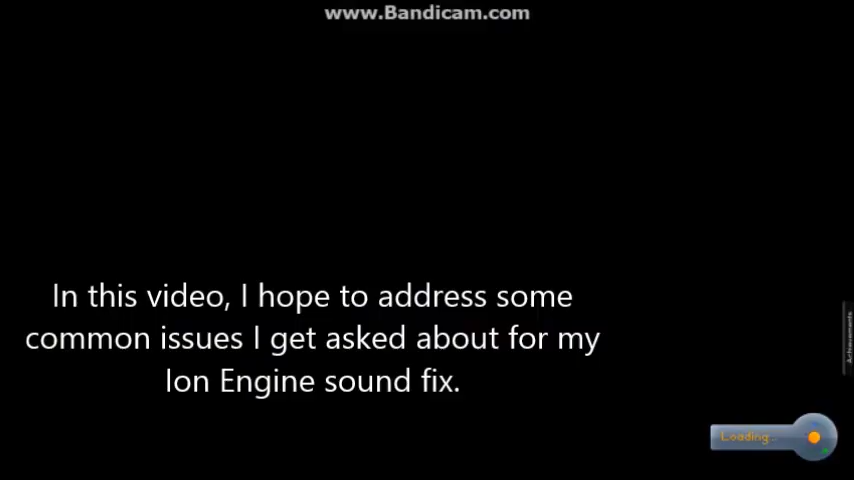 www.Bandicam.com
In this video, I hope to address some
common issues I get asked about for my
Ion Engine sound fix.
Achievements
Loading...